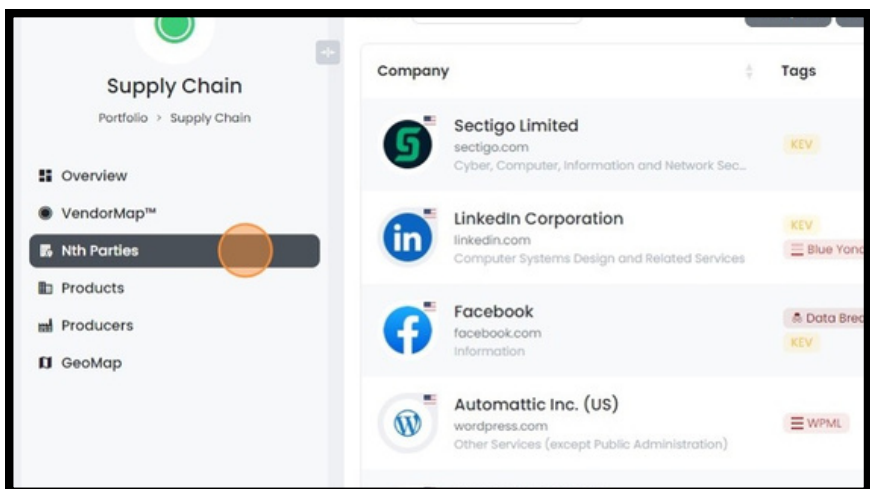 Supply Chain
Portfolio > Supply Chain
Overview
VendorMap™
Nth Parties
Products
Producers
GeoMap
Company
Tags
Sectigo Limited
sectigo.com
Cyber, Computer, Information and Network Sec...
KEV
LinkedIn Corporation
linkedin.com
Computer Systems Design and Related Services
KEV
Blue Yond
Facebook
facebook.com
Information
Data Brea
KEV
Automattic Inc. (US)
wordpress.com
Other Services (except Public Administration)
WPML